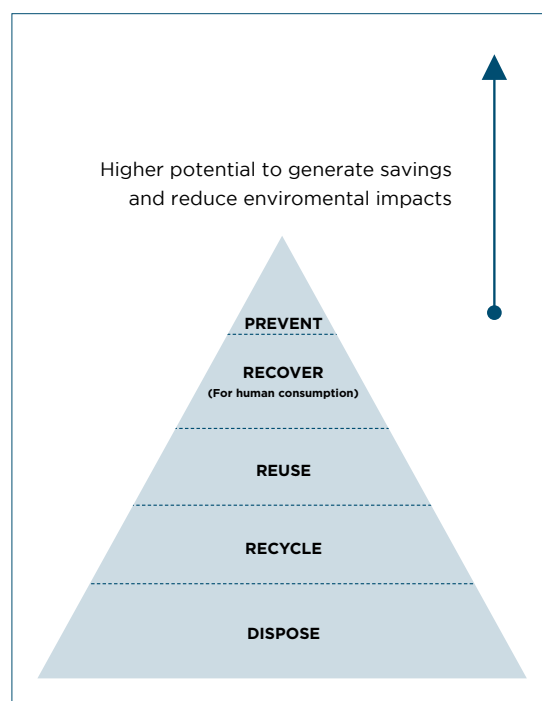 Higher potential to generate savings
and reduce enviromental impacts
PREVENT
RECOVER
(For human consumption)
REUSE
RECYCLE
DISPOSE